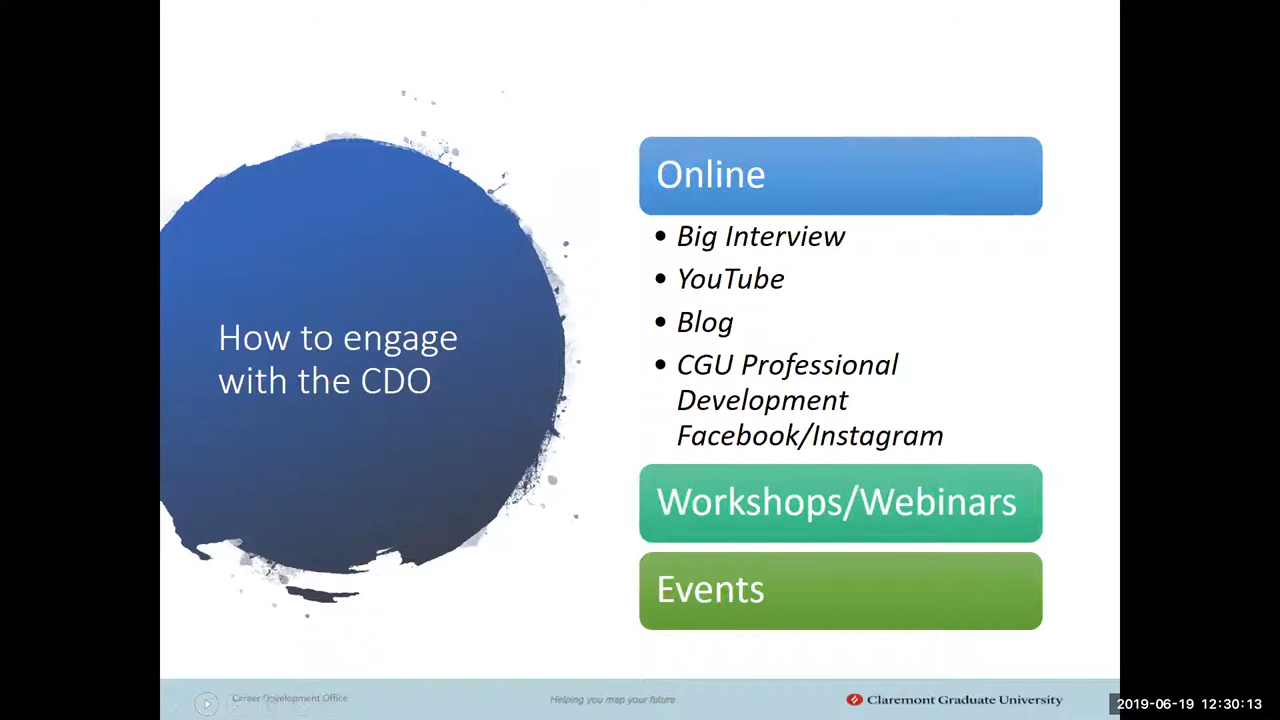 How to engage
with the CDO
Online
• Big Interview
• YouTube
• Blog
• CGU Professional
Development
Facebook/Instagram
Workshops/Webinars
Events
Career Development Office
Helping you map your future
Claremont Graduate University
2019-06-19 12:30:13